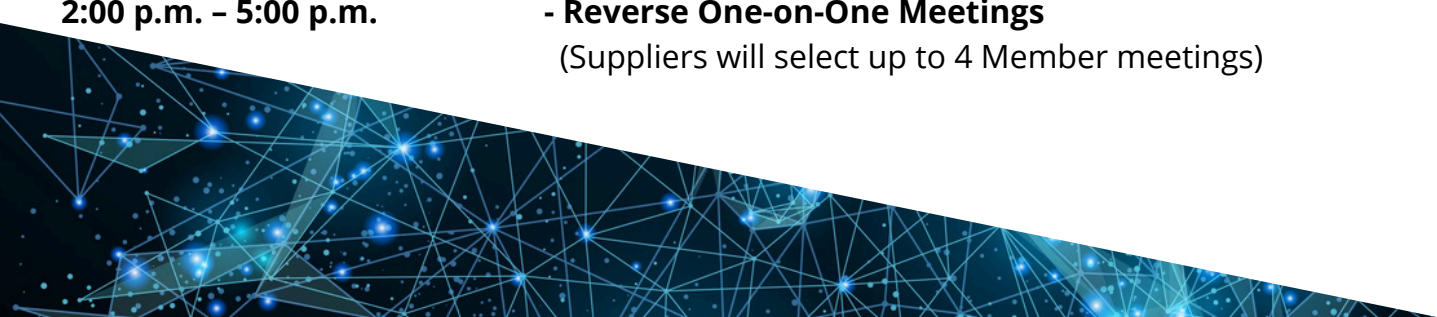 2:00 p.m. – 5:00 p.m. - Reverse One-on-One Meetings
(Suppliers will select up to 4 Member meetings)